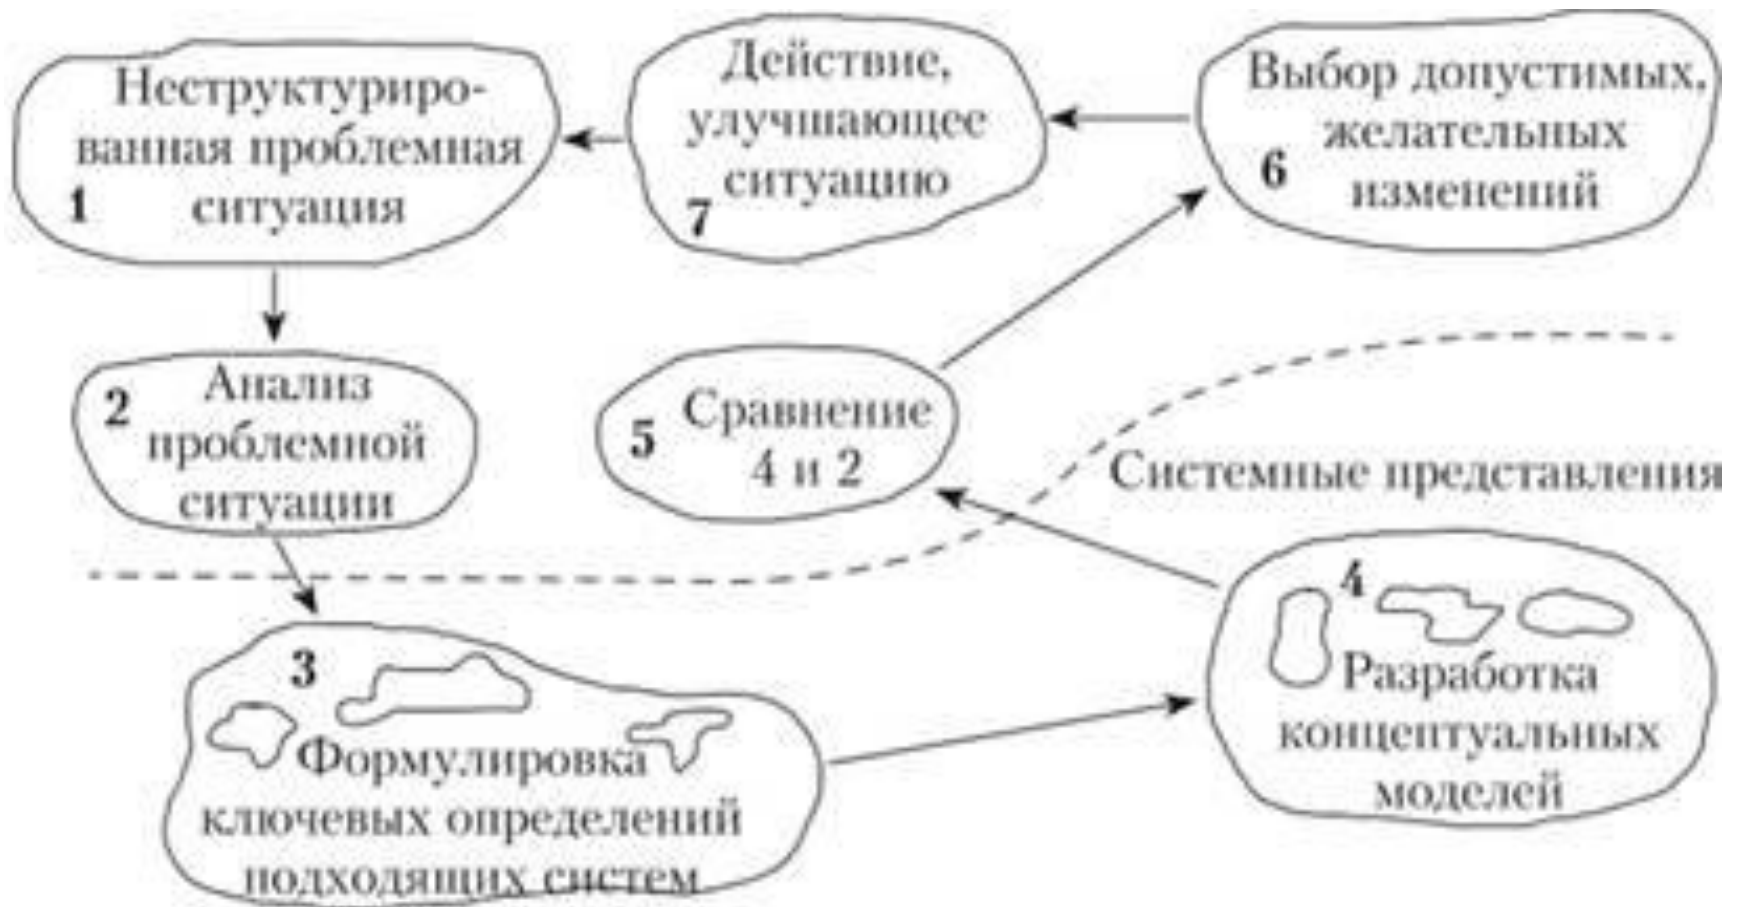 Неструктуриро-
ванная проблемная
1 ситуация
Действие,
улучшающее
ситуацию
7
Выбор допустимых,
желательных
6 изменений
2 Анализ
проблемной
ситуации
5 Сравнение
4 и 2
Системные представления
3
Формулировка
ключевых определений
подходящих систем
4
Разработка
концептуальных
моделей